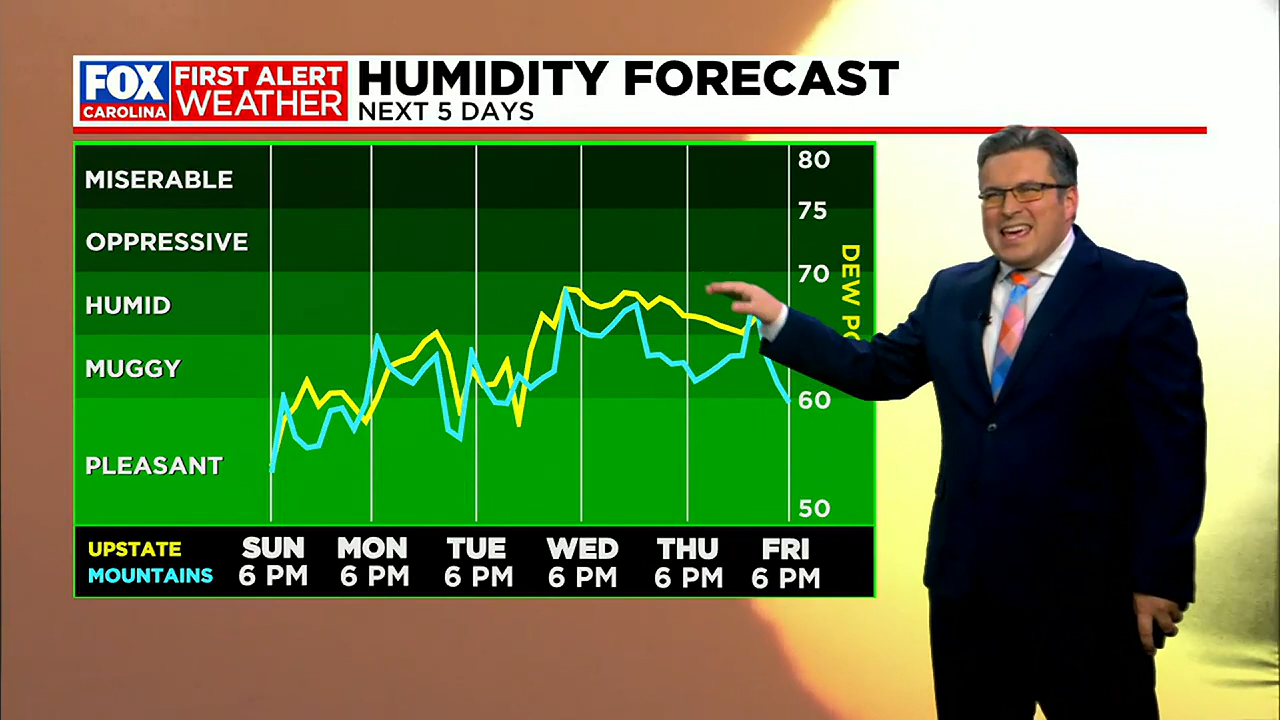 FOX
CAROLINA
FIRST ALERT
WEATHER
HUMIDITY FORECAST
NEXT 5 DAYS
MISERABLE
OPPRESSIVE
HUMID
MUGGY
PLEASANT
80
75
70
60
50
DEW PO
UPSTATE
MOUNTAINS
SUN
6 PM
MON
6 PM
TUE
6 PM
WED
6 PM
THU
6 PM
FRI
6 PM